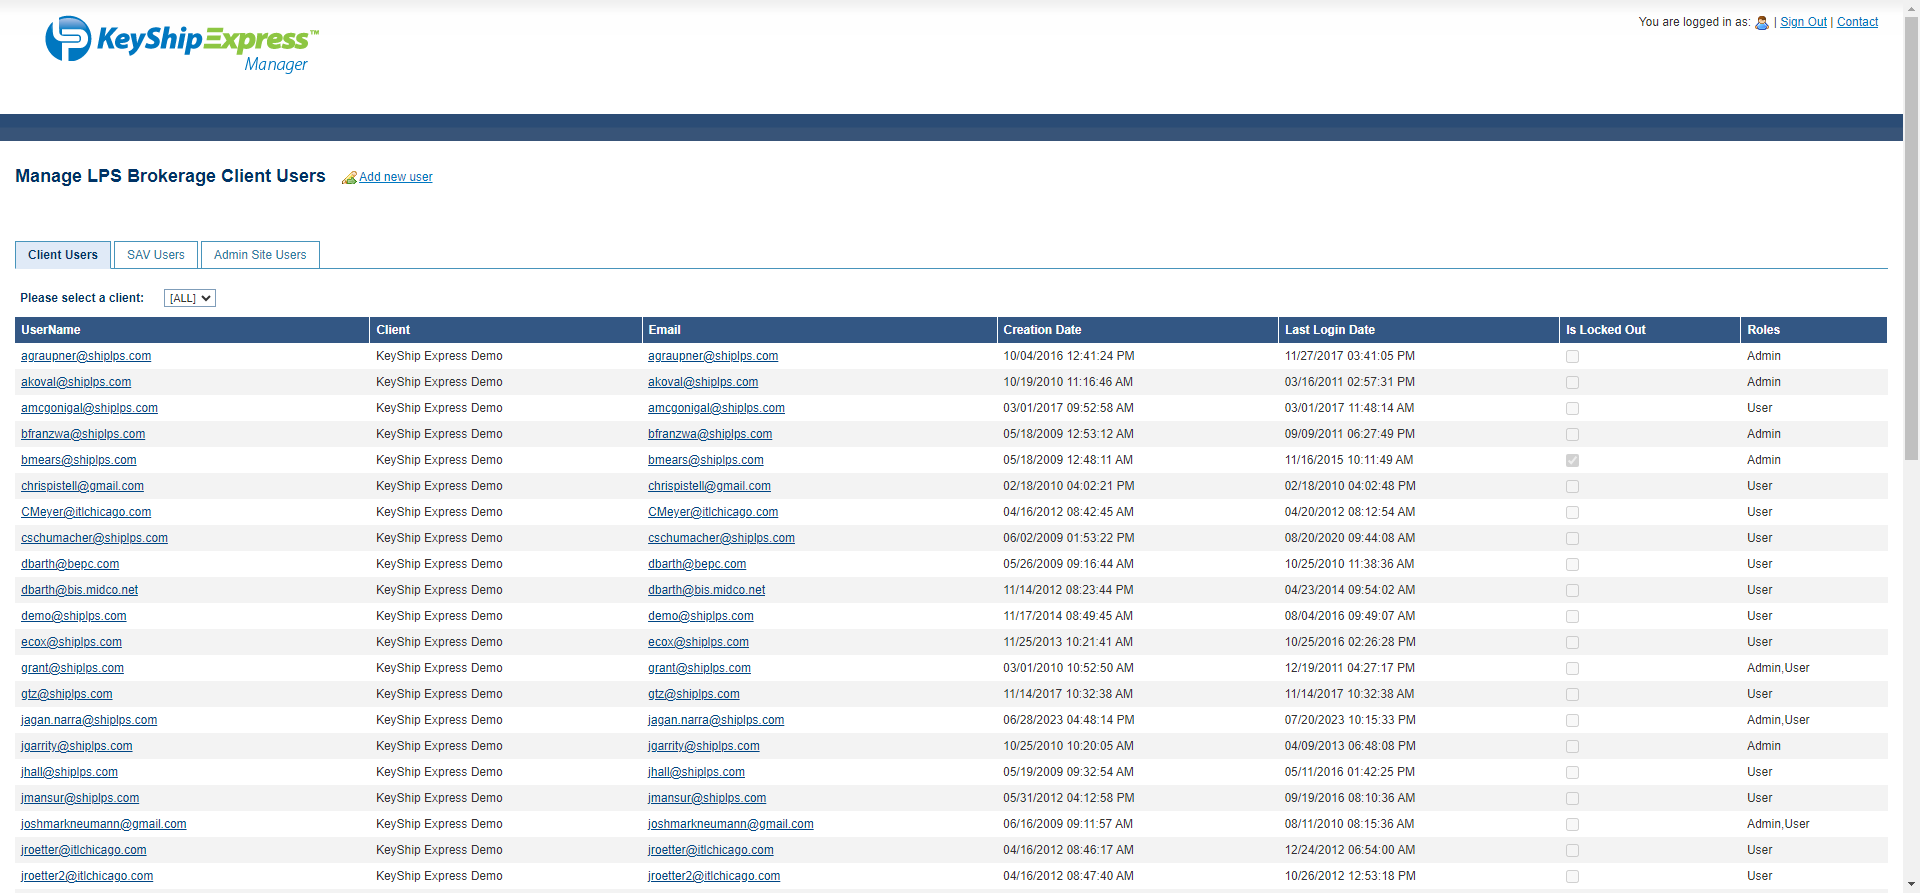 KeyShipExpress™
Manager
You are logged in as: | Sign Out | Contact
Manage LPS Brokerage Client Users Add new user
Client Users SAV Users Admin Site Users
Please select a client: [ALL]
UserName Client Email Creation Date Last Login Date Is Locked Out Roles
agraupner@shiplps.com KeyShip Express Demo agraupner@shiplps.com 10/04/2016 12:41:24 PM 11/27/2017 03:41:05 PM Admin
akoval@shiplps.com KeyShip Express Demo akoval@shiplps.com 10/19/2010 11:16:46 AM 03/16/2011 02:57:31 PM Admin
amcgonigal@shiplps.com KeyShip Express Demo amcgonigal@shiplps.com 03/01/2017 09:52:58 AM 03/01/2017 11:48:14 AM User
bfranzwa@shiplps.com KeyShip Express Demo bfranzwa@shiplps.com 05/18/2009 12:53:12 AM 09/09/2011 06:27:49 PM Admin
bmears@shiplps.com KeyShip Express Demo bmears@shiplps.com 05/18/2009 12:48:11 AM 11/16/2015 10:11:49 AM Admin
chrispistell@gmail.com KeyShip Express Demo chrispistell@gmail.com 02/18/2010 04:02:21 PM 02/18/2010 04:02:48 PM User
CMeyer@itlchicago.com KeyShip Express Demo CMeyer@itlchicago.com 04/16/2012 08:42:45 AM 04/20/2012 08:12:54 AM User
cschumacher@shiplps.com KeyShip Express Demo cschumacher@shiplps.com 06/02/2009 01:53:22 PM 08/20/2020 09:44:08 AM User
dbarth@bepc.com KeyShip Express Demo dbarth@bepc.com 05/26/2009 09:16:44 AM 10/25/2010 11:38:36 AM User
dbarth@bis.midco.net KeyShip Express Demo dbarth@bis.midco.net 11/14/2012 08:23:44 PM 04/23/2014 09:54:02 AM User
demo@shiplps.com KeyShip Express Demo demo@shiplps.com 11/17/2014 08:49:45 AM 08/04/2016 09:49:07 AM User
ecox@shiplps.com KeyShip Express Demo ecox@shiplps.com 11/25/2013 10:21:41 AM 10/25/2016 02:26:28 PM User
grant@shiplps.com KeyShip Express Demo grant@shiplps.com 03/01/2010 10:52:50 AM 12/19/2011 04:27:17 PM Admin,User
gtz@shiplps.com KeyShip Express Demo gtz@shiplps.com 11/14/2017 10:32:38 AM 11/14/2017 10:32:38 AM User
jagan.narra@shiplps.com KeyShip Express Demo jagan.narra@shiplps.com 06/28/2023 04:48:14 PM 07/20/2023 10:15:33 PM Admin,User
jgarrity@shiplps.com KeyShip Express Demo jgarrity@shiplps.com 10/25/2010 10:20:05 AM 04/09/2013 06:48:08 PM Admin
jhall@shiplps.com KeyShip Express Demo jhall@shiplps.com 05/19/2009 09:32:54 AM 05/11/2016 01:42:25 PM User
jmansur@shiplps.com KeyShip Express Demo jmansur@shiplps.com 05/31/2012 04:12:58 PM 09/19/2016 08:10:36 AM User
joshmarkneumann@gmail.com KeyShip Express Demo joshmarkneumann@gmail.com 06/16/2009 09:11:57 AM 08/11/2010 08:15:36 AM Admin,User
jroetter@itlchicago.com KeyShip Express Demo jroetter@itlchicago.com 04/16/2012 08:46:17 AM 12/24/2012 06:54:00 AM User
jroetter2@itlchicago.com KeyShip Express Demo jroetter2@itlchicago.com 04/16/2012 08:47:40 AM 10/26/2012 12:53:18 PM User